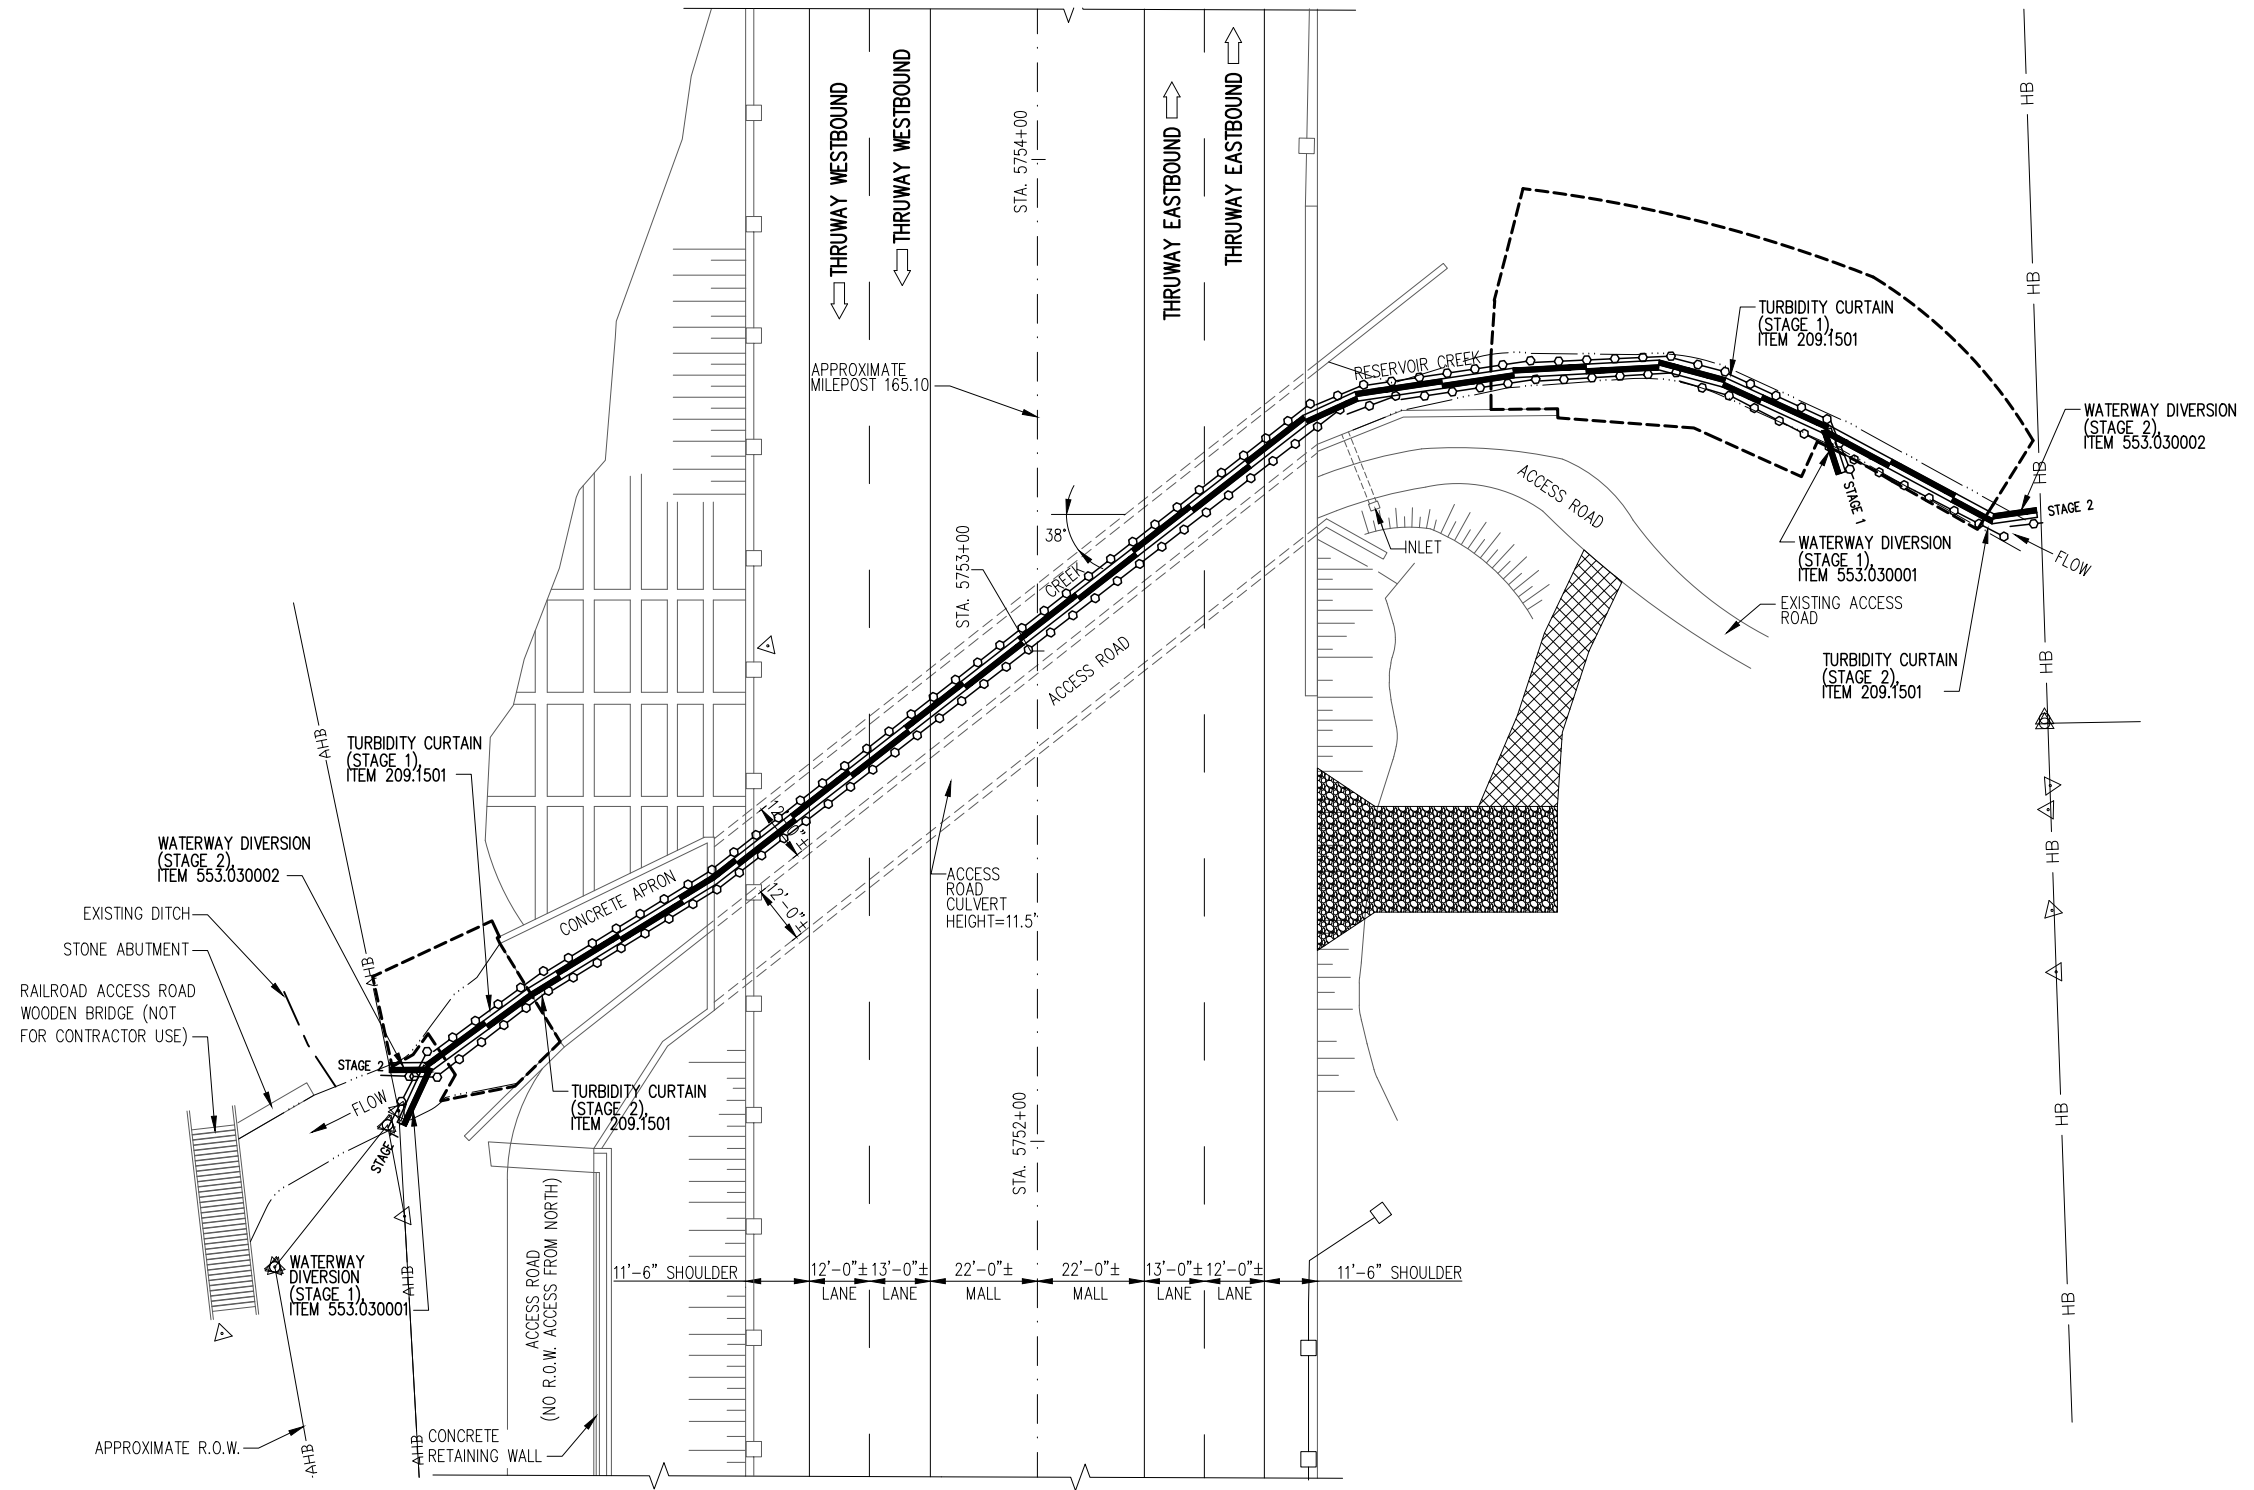 THRUWAY WESTBOUND
THRUWAY WESTBOUND
STA. 5754+00
THRUWAY EASTBOUND
THRUWAY EASTBOUND
HB
HB
HB
TURBIDITY CURTAIN
(STAGE 1),
ITEM 209.1501
APPROXIMATE
MILEPOST 165.10
RESERVOIR CREEK
WATERWAY DIVERSION
(STAGE 2),
ITEM 553.030002
STAGE 2
STAGE 1
ACCESS ROAD
38°
INLET
WATERWAY DIVERSION
(STAGE 1),
ITEM 553.030001
FLOW
STA. 5753+00
CREEK
ACCESS ROAD
EXISTING ACCESS
ROAD
TURBIDITY CURTAIN
(STAGE 2),
ITEM 209.1501
HB
AHB
TURBIDITY CURTAIN
(STAGE 1),
ITEM 209.1501
12'-0"±
12'-0"±
WATERWAY DIVERSION
(STAGE 2),
ITEM 553.030002
CONCRETE APRON
ACCESS
ROAD
CULVERT
HEIGHT=11.5'
HB
EXISTING DITCH
STONE ABUTMENT
AHB
RAILROAD ACCESS ROAD
WOODEN BRIDGE (NOT
FOR CONTRACTOR USE)
STAGE 2
FLOW
STAGE
TURBIDITY CURTAIN
(STAGE 2),
ITEM 209.1501
STA. 5752+00
HB
WATERWAY
DIVERSION
(STAGE 1),
ITEM 553.030001
AHB
ACCESS ROAD
(NO R.O.W. ACCESS FROM NORTH)
11'-6" SHOULDER
12'-0"±
LANE
13'-0"±
LANE
22'-0"±
MALL
22'-0"±
MALL
13'-0"±
LANE
12'-0"±
LANE
11'-6" SHOULDER
HB
APPROXIMATE R.O.W.
AHB
AHB
CONCRETE
RETAINING WALL